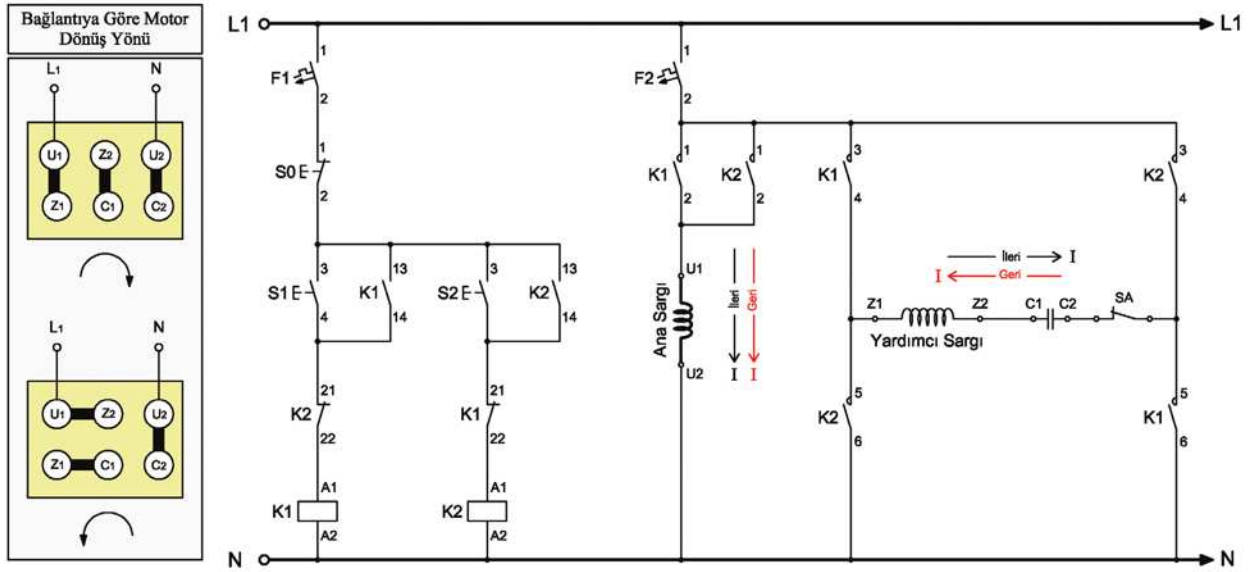 Bağlantıya Göre Motor
Dönüş Yönü
L1 N
U1 Z2 U2
Z1 C1 C2
L1 N
U1 Z2 U2
Z1 C1 C2
L1 L1
1 1
F1 F2
2 2
1 1 1 3 3
S0 K1 K2 K1 K2
2 2 2 4 4
3 13 3 13
S1 K1 S2 K2
4 14 4 14
U1
Ana Sargı
U2
İleri
I
Geri
I
İleri I
I Geri
Z1 Z2 C1 C2 SA
Yardımcı Sargı
21 21 5 5
K2 K1 K2 K1
22 22 6 6
A1 A1
K1 K2
A2 A2
N N